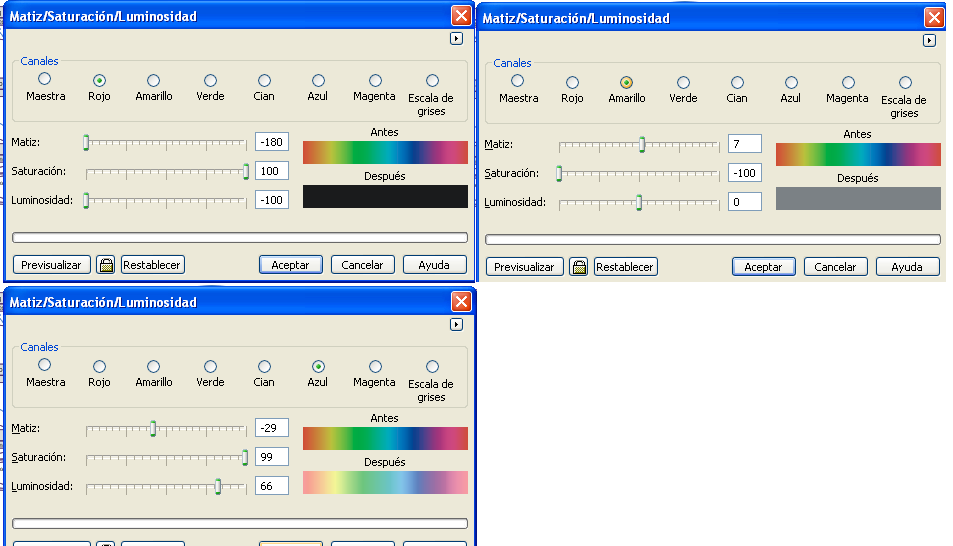 Matiz/Saturación/Luminosidad
Canales
Maestra Rojo Amarillo Verde Cian Azul Magenta Escala de grises
Antes
Matiz: -180
Saturación: 100
Después
Luminosidad: -100
Previsualizar Restablecer Aceptar Cancelar Ayuda
Matiz/Saturación/Luminosidad
Canales
Maestra Rojo Amarillo Verde Cian Azul Magenta Escala de grises
Antes
Matiz: 7
Saturación: -100
Después
Luminosidad: 0
Previsualizar Restablecer Aceptar Cancelar Ayuda
Matiz/Saturación/Luminosidad
Canales
Maestra Rojo Amarillo Verde Cian Azul Magenta Escala de grises
Antes
Matiz: -29
Saturación: 99
Después
Luminosidad: 66